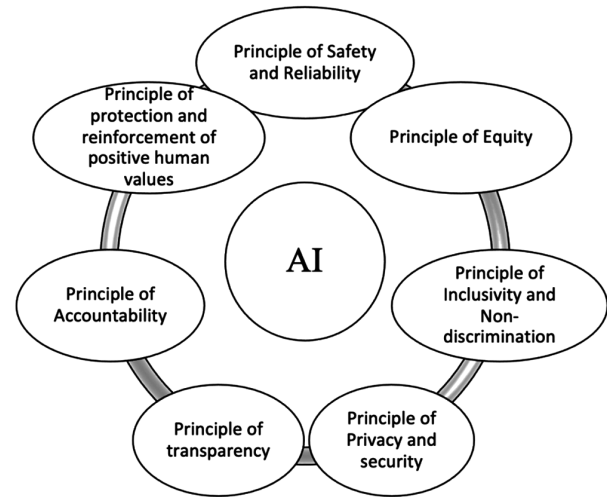 Principle of Safety
and Reliability
Principle of
protection and
reinforcement of
positive human
values
Principle of Equity
AI
Principle of
Accountability
Principle of
Inclusivity and
Non-
discrimination
Principle of
transparency
Principle of
Privacy and
security